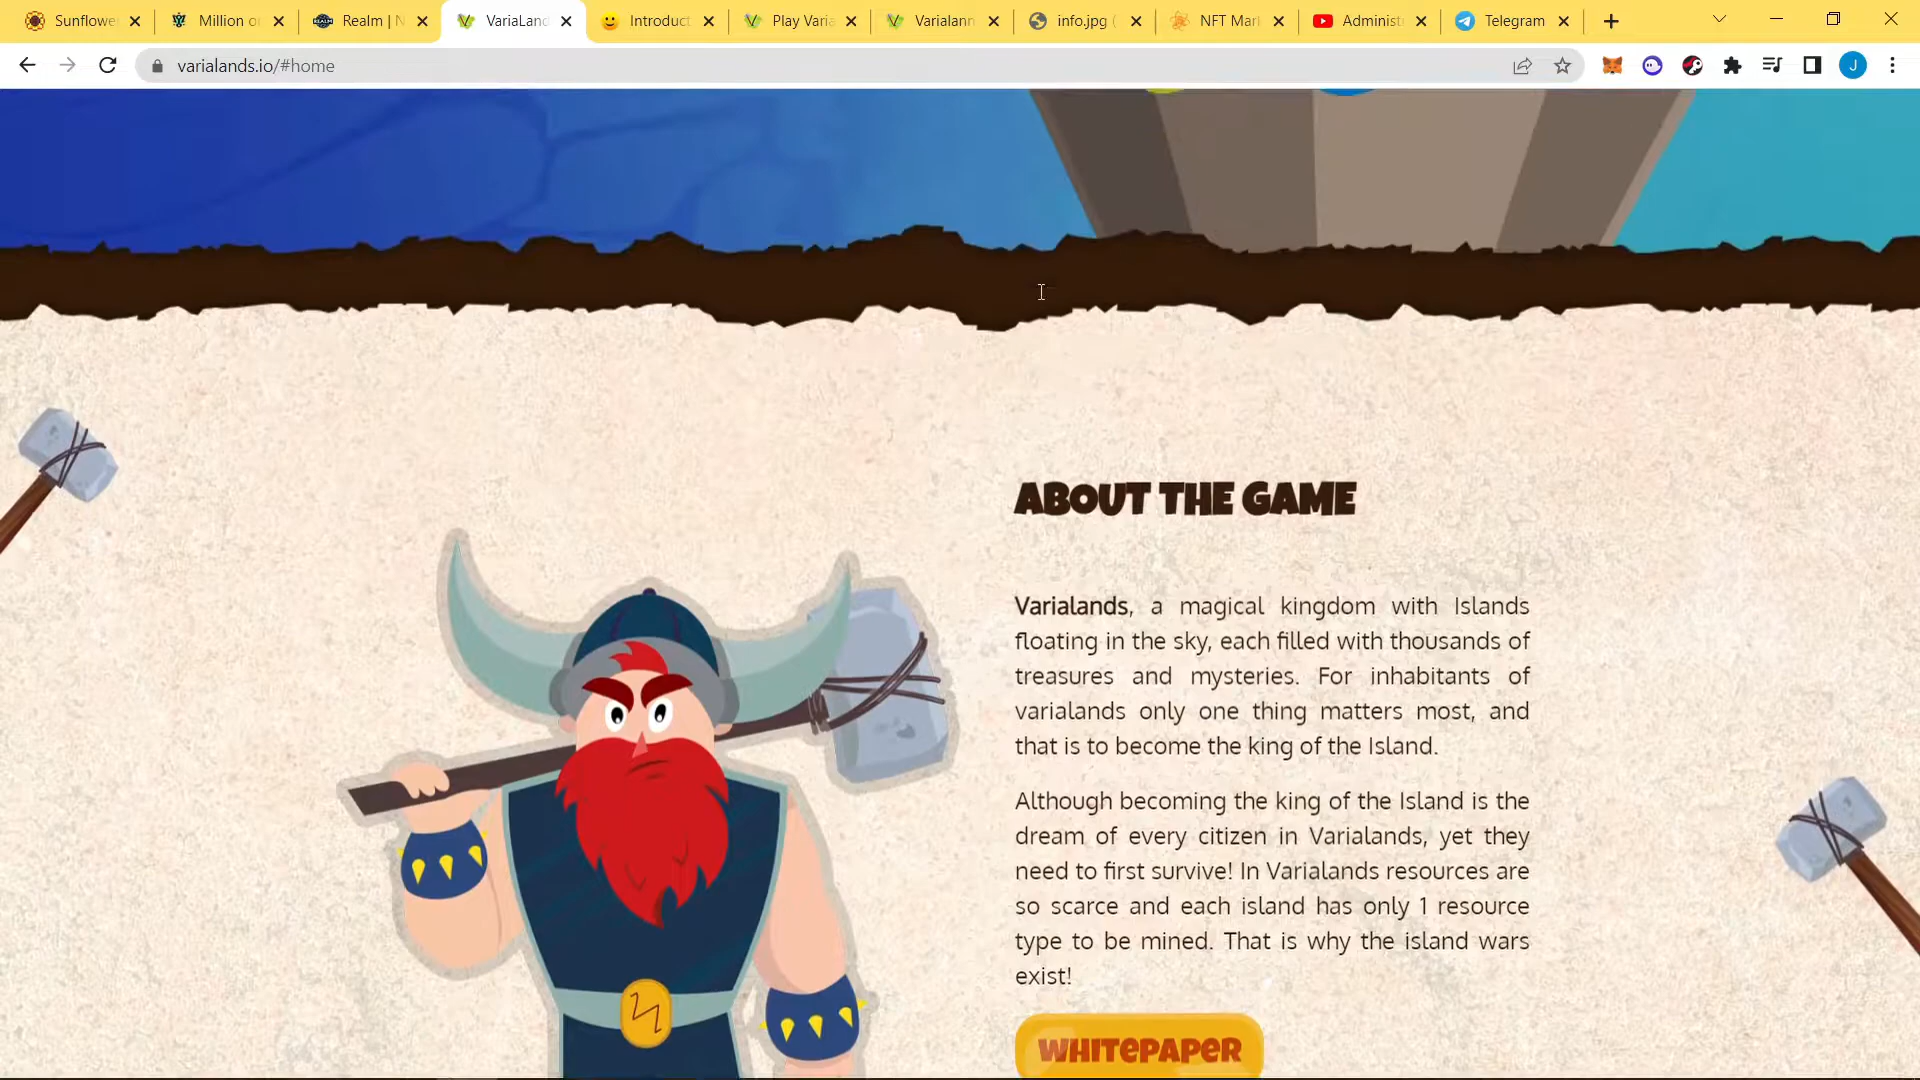 Sunflowe
Million o
Realm | N
VariaLand
Introduct
Play Varia
Varialann
info.jpg (
NFT Mar
Administ
Telegram
varialands.io/#home
J
ABOUT THE GAME
Varialands, a magical kingdom with Islands
floating in the sky, each filled with thousands of
treasures and mysteries. For inhabitants of
varialands only one thing matters most, and
that is to become the king of the Island.
Although becoming the king of the Island is the
dream of every citizen in Varialands, yet they
need to first survive! In Varialands resources are
so scarce and each island has only 1 resource
type to be mined. That is why the island wars
exist!
WHITEPAPER